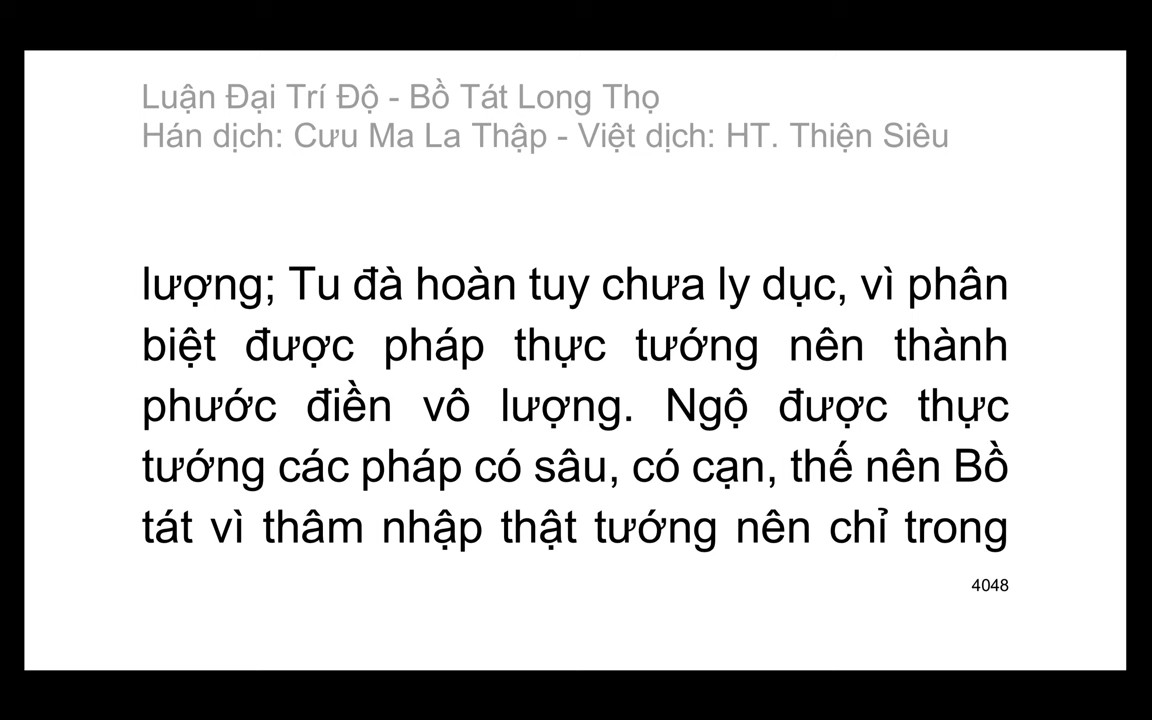 Luận Đại Trí Độ - Bồ Tát Long Thọ
Hán dịch: Cưu Ma La Thập - Việt dịch: HT. Thiện Siêu
lượng; Tu đà hoàn tuy chưa ly dục, vì phân
biệt được pháp thực tướng nên thành
phước điền vô lượng. Ngộ được thực
tướng các pháp có sâu, có cạn, thế nên Bồ
tát vì thâm nhập thật tướng nên chỉ trong
4048